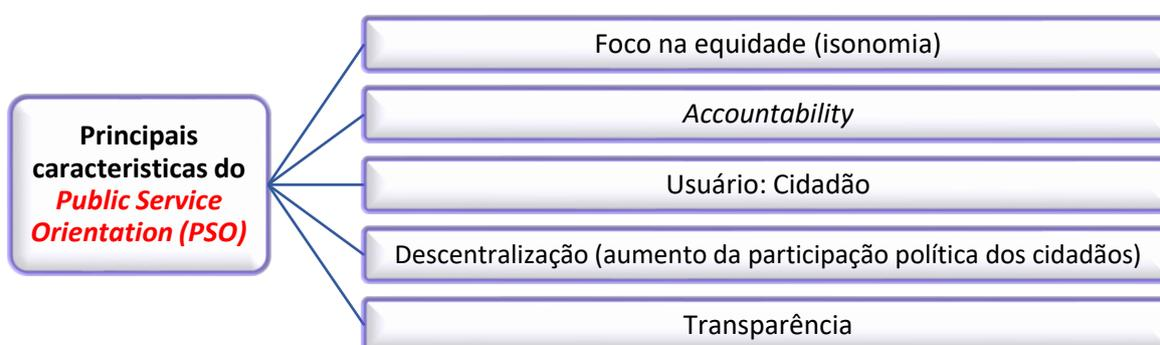 Principais
caracteristicas do
Public Service
Orientation (PSO)
Foco na equidade (isonomia)
Accountability
Usuário: Cidadão
Descentralização (aumento da participação política dos cidadãos)
Transparência